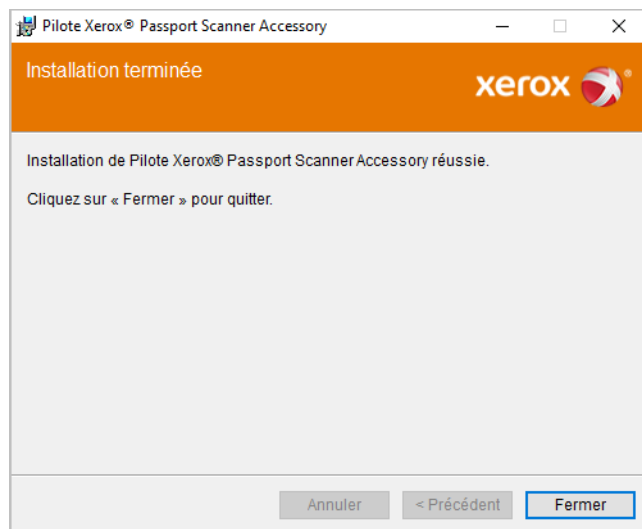 Pilote Xerox® Passport Scanner Accessory
Installation terminée
xerox®
Installation de Pilote Xerox® Passport Scanner Accessory réussie.
Cliquez sur « Fermer » pour quitter.
Annuler < Précédent Fermer